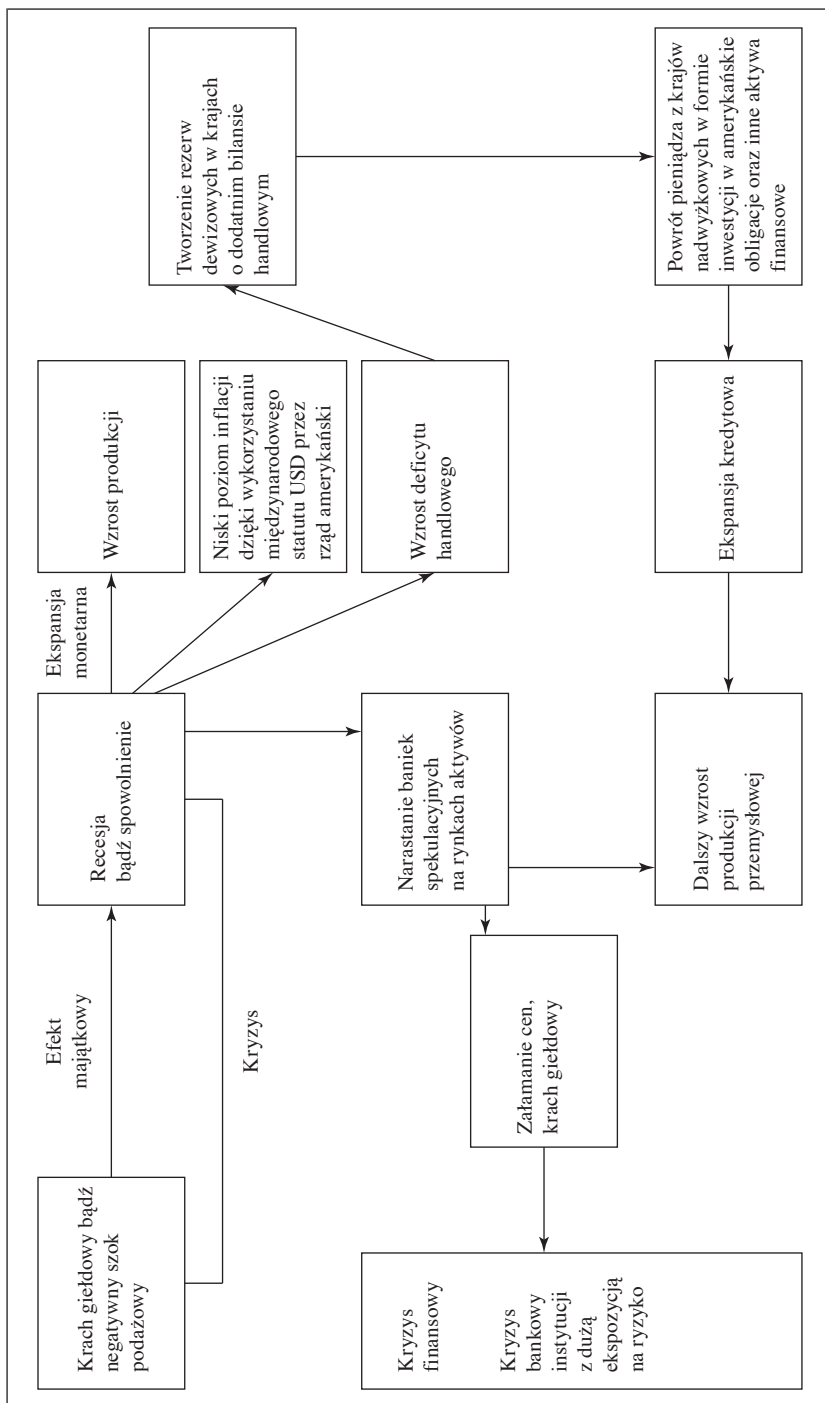 Krach giełdowy bądź
negatywny szok
podażowy
Efekt
majątkowy
Recesja
bądź spowolnienie
Kryzys
Ekspansja
monetarna
Wzrost produkcji
Niski poziom inflacji
dzięki wykorzystaniu
międzynarodowego
statutu USD przez
rząd amerykański
Wzrost deficytu
handlowego
Tworzenie rezerw
dewizowych w krajach
o dodatnim bilansie
handlowym
Kryzys
finansowy
Kryzys
bankowy
instytucji
z dużą
ekspozycją
na ryzyko
Załamanie cen,
krach giełdowy
Narastanie baniek
spekulacyjnych
na rynkach aktywów
Dalszy wzrost
produkcji
przemysłowej
Ekspansja kredytowa
Powrót pieniądza z krajów
nadwyżkowych w formie
inwestycji w amerykańskie
obligacje oraz inne aktywa
finansowe